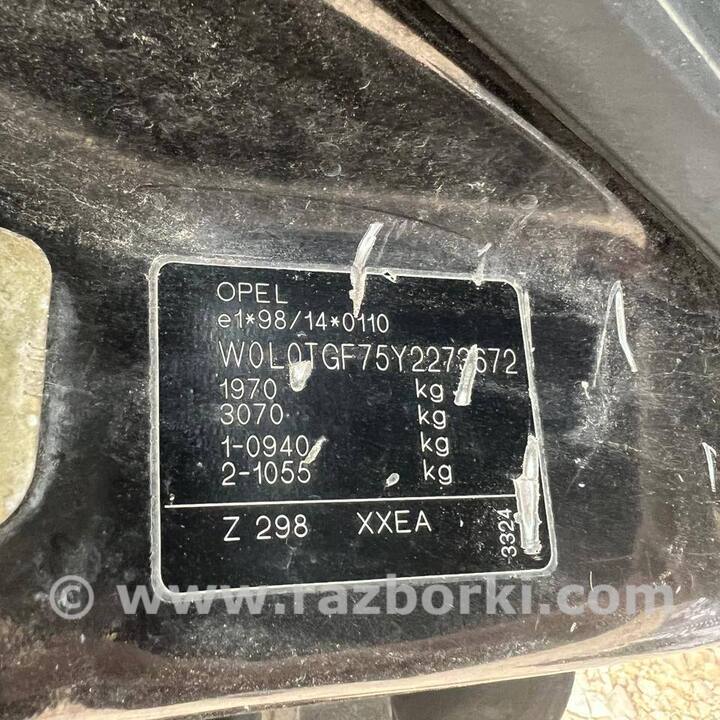 OPEL
e1*98/14*0110
W0L0TGF75Y2273672
1970 kg
3070 kg
1-0940 kg
2-1055 kg
Z 298 XXEA
3324
© www.razborki.com